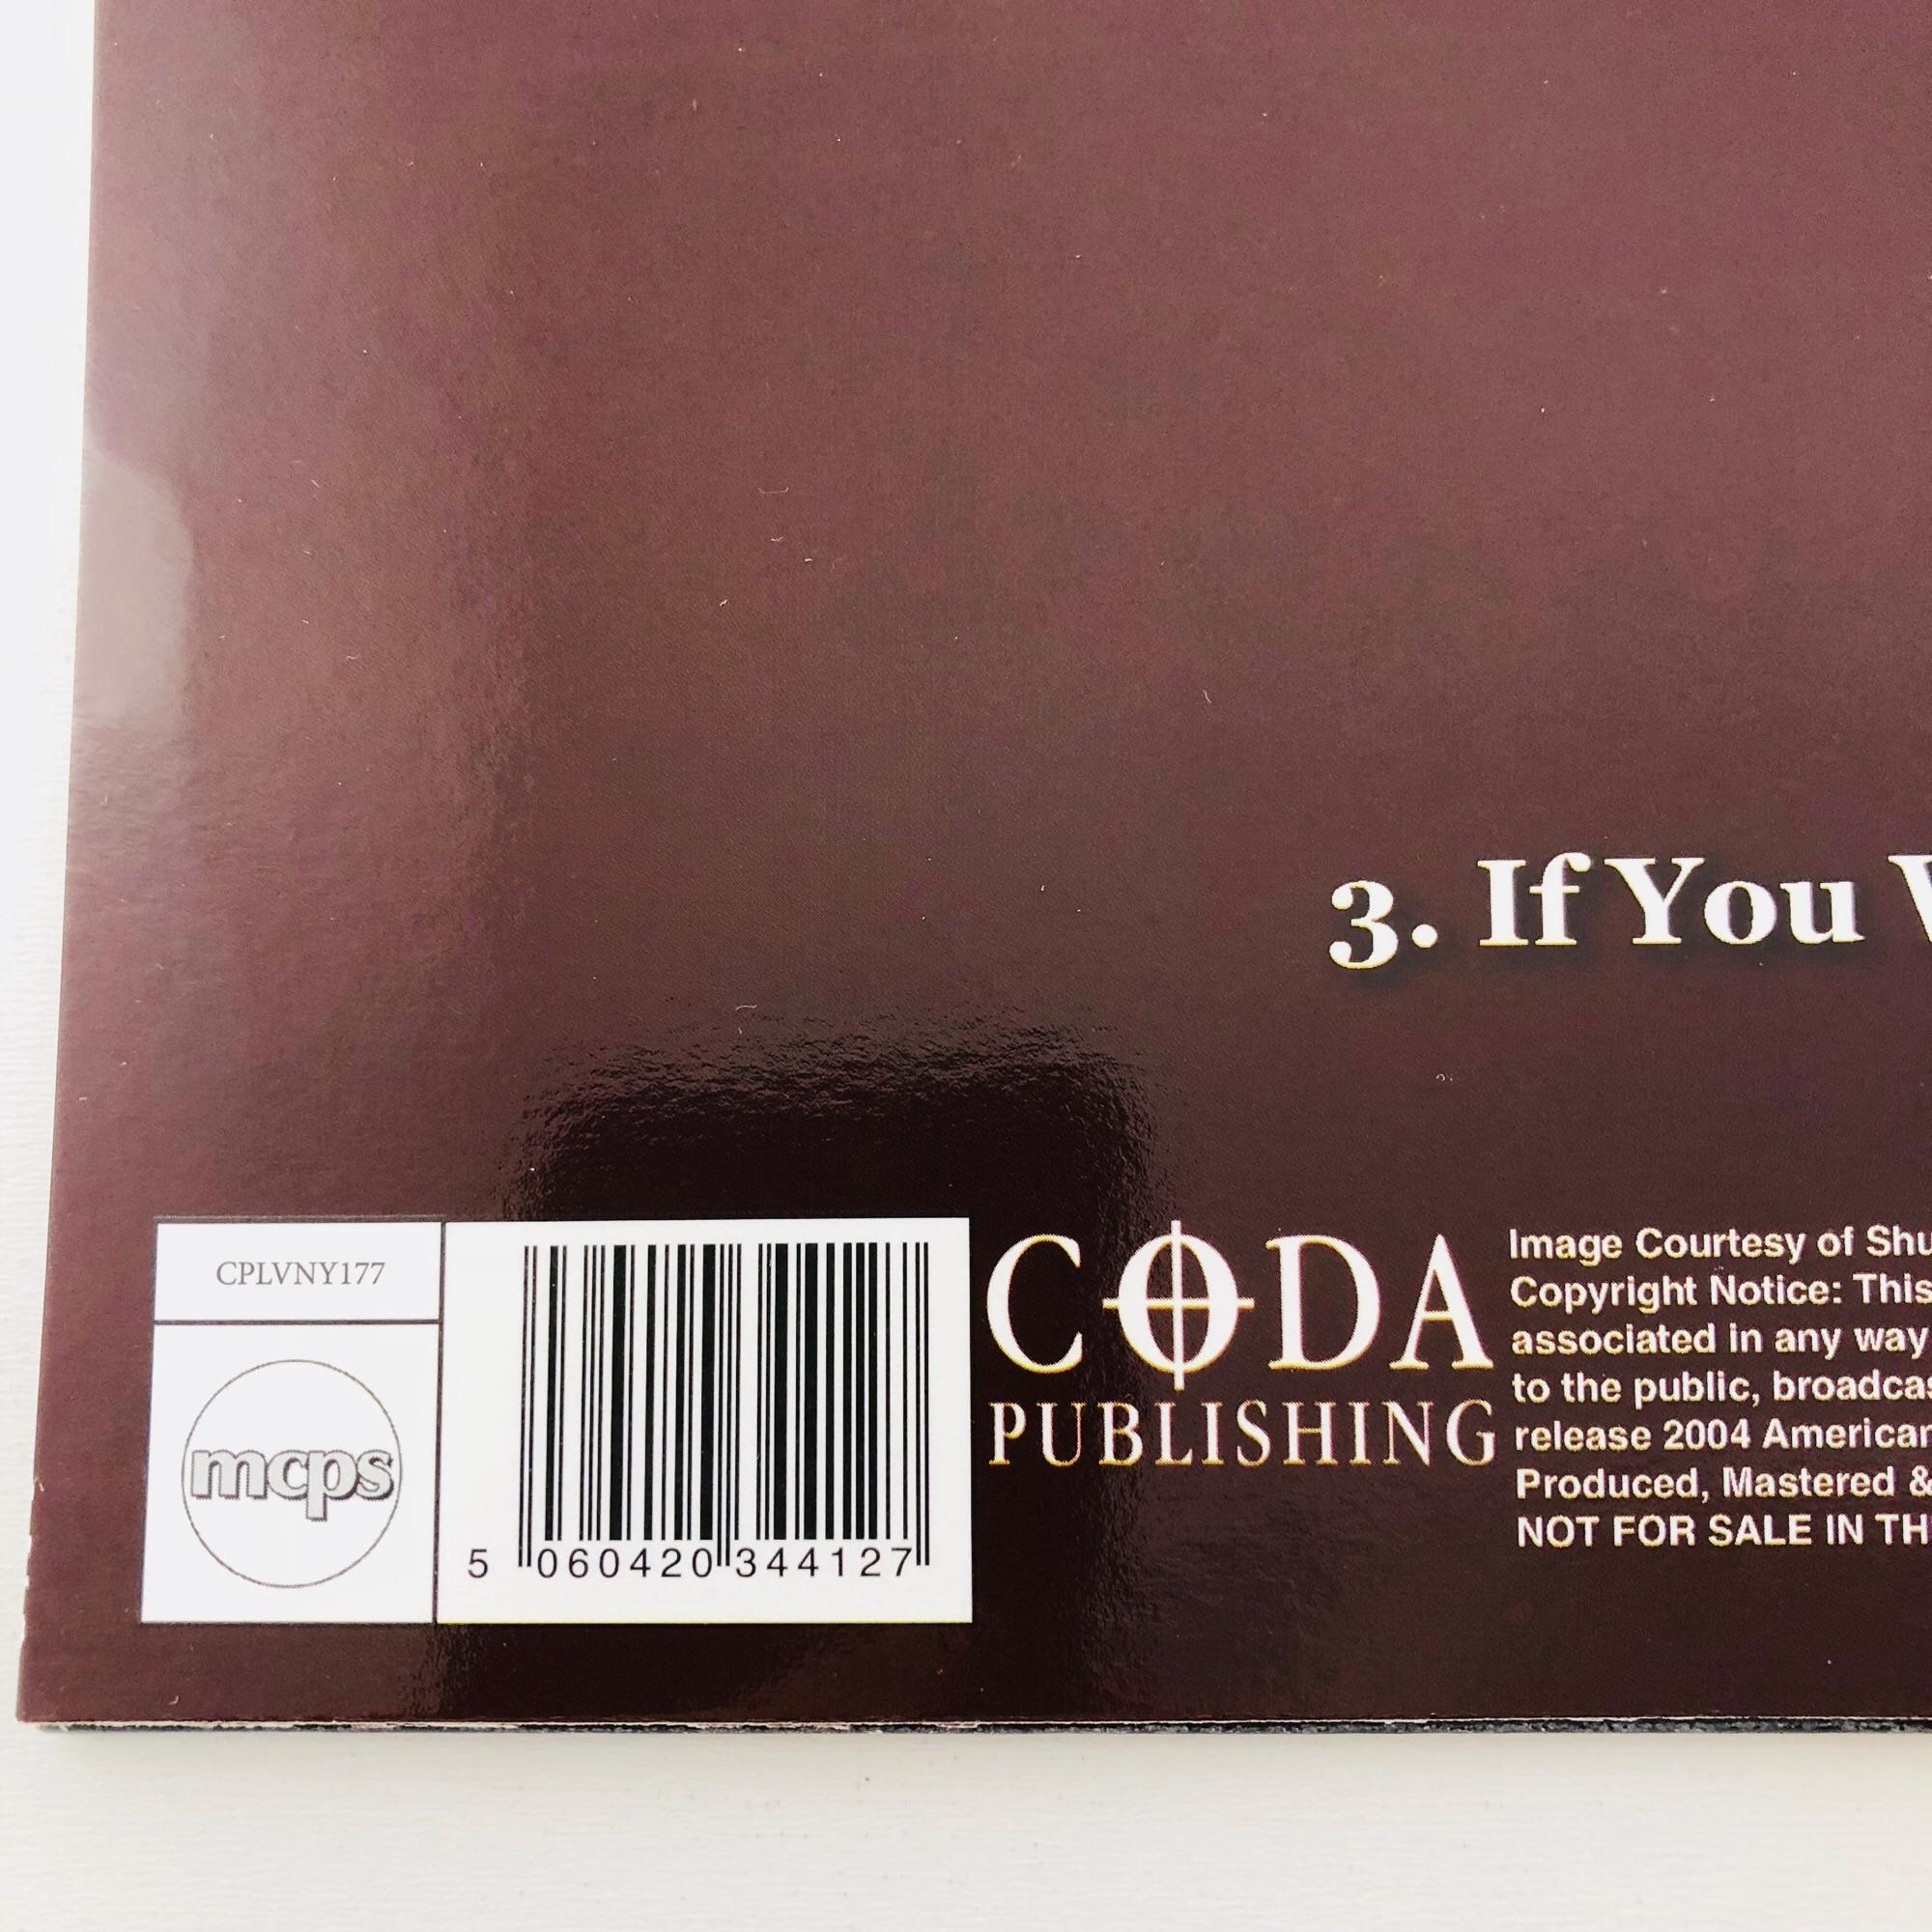 3. If You
CPLVNY177
mcps
5 060420 344127
CODA
PUBLISHING
Image Courtesy of
Copyright Notice: This
associated in any way
to the public,
release 2004
Produced, Mastered &
NOT FOR SALE IN